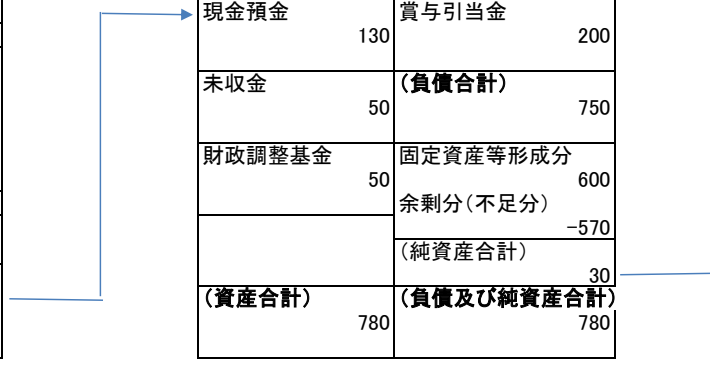 現金預金 賞与引当金
130 200
未収金 (負債合計)
50 750
財政調整基金 固定資産等形成分
50 600
余剰分(不足分)
-570
(純資産合計)
30
(資産合計) (負債及び純資産合計)
780 780